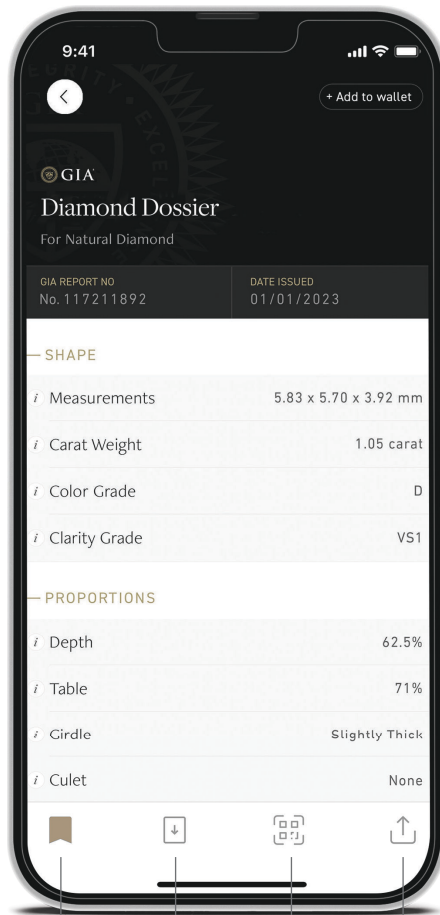 9:41
+ Add to wallet
GIA
Diamond Dossier
For Natural Diamond
GIA REPORT NO
No. 117211892
DATE ISSUED
01/01/2023
SHAPE
i Measurements 5.83 x 5.70 x 3.92 mm
i Carat Weight 1.05 carat
i Color Grade D
i Clarity Grade VS1
PROPORTIONS
i Depth 62.5%
i Table 71%
i Girdle Slightly Thick
i Culet None